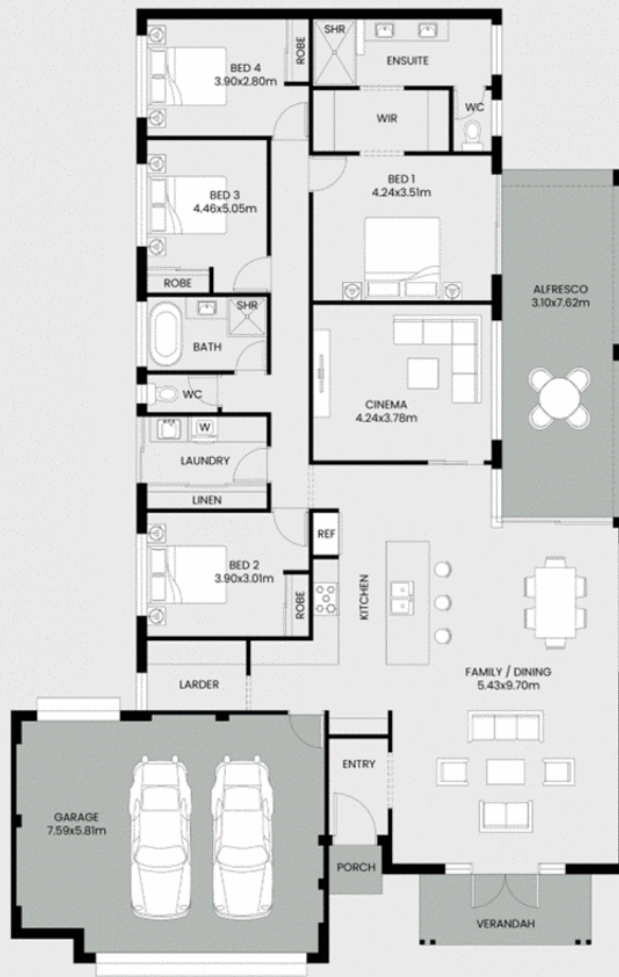 SHR
ENSUITE
BED 4
3.90x2.80m
ROBE
WIR
WC
BED 1
4.24x3.51m
BED 3
4.46x5.05m
ROBE
ALFRESCO
3.10x7.62m
SHR
BATH
CINEMA
4.24x3.78m
WC
W
LAUNDRY
LINEN
REF
BED 2
3.90x3.01m
ROBE
KITCHEN
FAMILY / DINING
5.43x9.70m
LARDER
ENTRY
GARAGE
7.59x5.81m
PORCH
VERANDAH